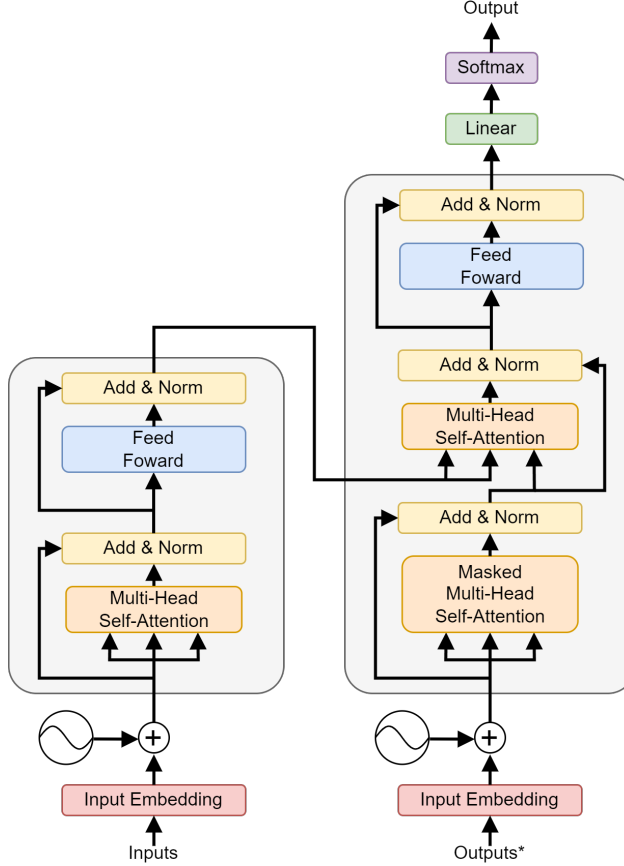 Output
Softmax
Linear
Add & Norm
Feed
Foward
Add & Norm
Multi-Head
Self-Attention
Add & Norm
Masked
Multi-Head
Self-Attention
Input Embedding
Outputs*
Add & Norm
Feed
Foward
Add & Norm
Multi-Head
Self-Attention
Input Embedding
Inputs